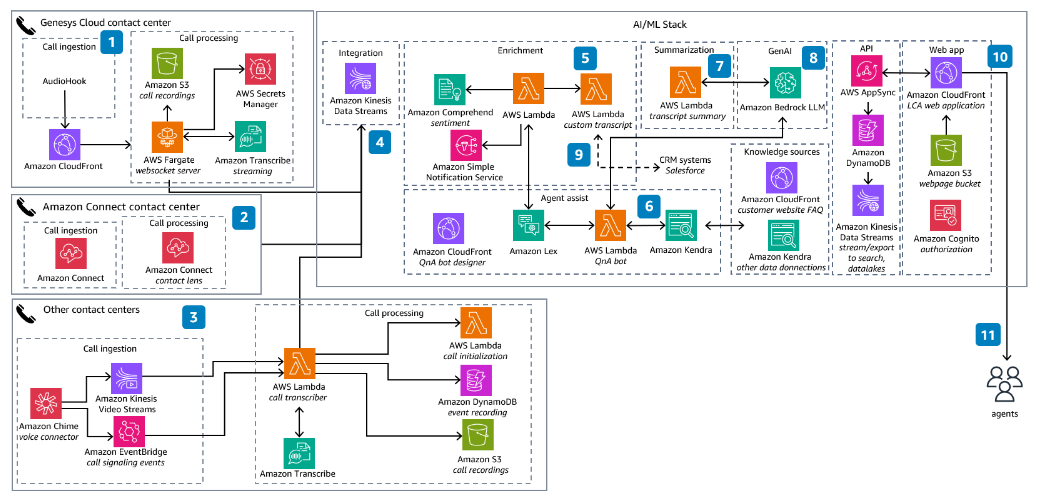 Genesys Cloud contact center
Call ingestion
1
AudioHook
Amazon CloudFront
Call processing
Amazon S3
call recordings
AWS Secrets
Manager
AWS Fargate
websocket server
Amazon Transcribe
streaming
Amazon Connect contact center
2
Call ingestion
Amazon Connect
Call processing
Amazon Connect
contact lens
Other contact centers
3
Call ingestion
Amazon Kinesis
Video Streams
Amazon Chime
voice connector
Amazon EventBridge
call signaling events
Call processing
AWS Lambda
call transcriber
Amazon Transcribe
AWS Lambda
call initialization
Amazon DynamoDB
event recording
Amazon S3
call recordings
AI/ML Stack
Integration
Amazon Kinesis
Data Streams
4
Enrichment
5
Amazon Comprehend
sentiment
AWS Lambda
AWS Lambda
custom transcript
Amazon Simple
Notification Service
9
CRM systems
Salesforce
Agent assist
6
Amazon CloudFront
QnA bot designer
Amazon Lex
AWS Lambda
QnA bot
Amazon Kendra
Summarization
7
AWS Lambda
transcript summary
GenAI
8
Amazon Bedrock LLM
Knowledge sources
Amazon CloudFront
customer website FAQ
Amazon Kendra
other data donnections
API
AWS AppSync
Amazon
DynamoDB
Amazon Kinesis
Data Streams
stream/export
to search,
datalakes
Web app
10
Amazon CloudFront
LCA web application
Amazon S3
webpage bucket
Amazon Cognito
authorization
11
agents